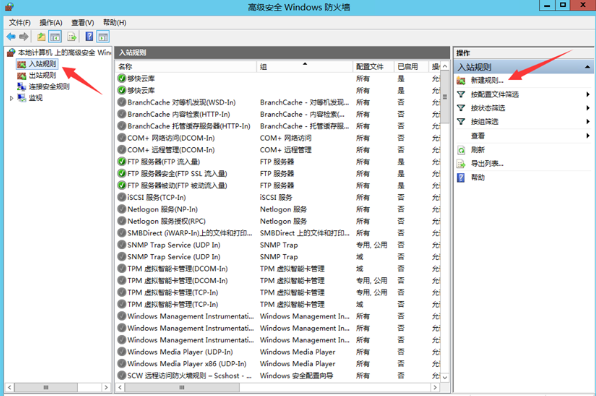 高级安全 Windows 防火墙
文件(F) 操作(A) 查看(V) 帮助(H)
本地计算机 上的高级安全 Win
入站规则
出站规则
连接安全规则
监视
入站规则
名称 组 配置文件 已启用 操
够快云库 所有 是 允
够快云库 所有 是 允
BranchCache 对等机发现(WSD-In) BranchCache - 对等机发现... 所有 否 允
BranchCache 内容检索(HTTP-In) BranchCache - 内容检索(... 所有 否 允
BranchCache 托管缓存服务器(HTTP-In) BranchCache - 托管缓存服... 所有 否 允
COM+ 网络访问(DCOM-In) COM+ 网络访问 所有 否 允
COM+ 远程管理(DCOM-In) COM+ 远程管理 所有 否 允
FTP 服务器(FTP 流入量) FTP 服务器 所有 是 允
FTP 服务器安全(FTP SSL 流入量) FTP 服务器 所有 是 允
FTP 服务器被动(FTP 被动流入量) FTP 服务器 所有 是 允
iSCSI 服务(TCP-In) iSCSI 服务 所有 否 允
Netlogon 服务(NP-In) Netlogon 服务 所有 否 允
Netlogon 服务授权(RPC) Netlogon 服务 所有 否 允
SMBDirect (iWARP-In)上的文件和打印... SMBDirect 上的文件和打印... 所有 否 允
SNMP Trap Service (UDP In) SNMP Trap 专用, 公用 否 允
SNMP Trap Service (UDP In) SNMP Trap 域 否 允
TPM 虚拟智能卡管理(DCOM-In) TPM 虚拟智能卡管理 域 否 允
TPM 虚拟智能卡管理(DCOM-In) TPM 虚拟智能卡管理 专用, 公用 否 允
TPM 虚拟智能卡管理(TCP-In) TPM 虚拟智能卡管理 专用, 公用 否 允
TPM 虚拟智能卡管理(TCP-In) TPM 虚拟智能卡管理 域 否 允
Windows Management Instrumentati... Windows Management In... 所有 否 允
Windows Management Instrumentati... Windows Management In... 所有 否 允
Windows Management Instrumentati... Windows Management In... 所有 否 允
Windows Media Player (UDP-In) Windows Media Player 所有 否 允
Windows Media Player x86 (UDP-In) Windows Media Player 所有 否 允
SCW 远程访问防火墙规则 – Scshost - ... Windows 安全配置向导 所有 否 允
操作
入站规则
新建规则...
按配置文件筛选
按状态筛选
按组筛选
查看
刷新
导出列表...
帮助